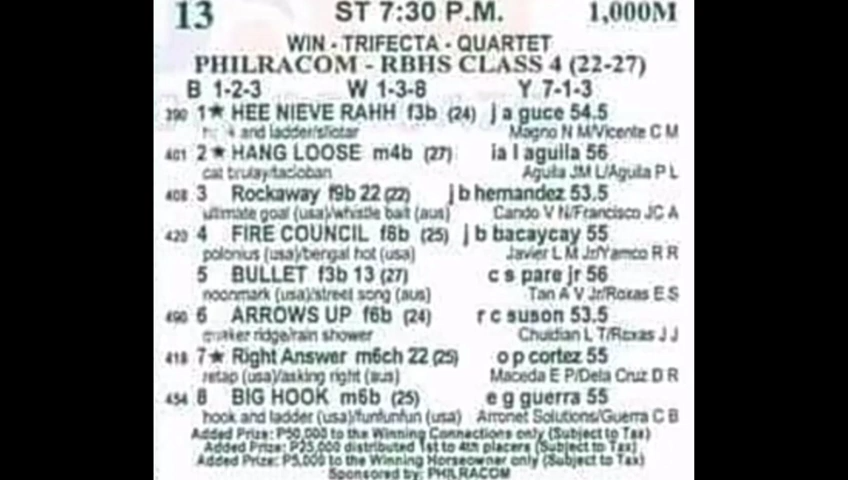 13 ST 7:30 P.M. 1,000M
WIN - TRIFECTA - QUARTET
PHILRACOM - RBHS CLASS 4 (22-27)
B 1-2-3 W 1-3-8 Y 7-1-3
390 1★ HEE NIEVE RAHH f3b (24) j a guce 54.5
and ladder/sliotar Magno N M/Vicente C M
401 2★ HANG LOOSE m4b (27) ia l aguila 56
cat brulay/tacloban Aguila JM L/Aguila P L
408 3 Rockaway f9b 22 (22) j b hernandez 53.5
ultimate goal (usa)/whistle bait (aus) Cando V N/Francisco JC A
420 4 FIRE COUNCIL f6b (25) j b bacaycay 55
polonius (usa)/bengal hot (usa) Javier L M Jr/Yamco R R
5 BULLET f3b 13 (27) c s pare jr 56
noonmark (usa)/street song (aus) Tan A V Jr/Roxas E S
490 6 ARROWS UP f6b (24) r c suson 53.5
quaker ridge/rain shower Chuidian L T/Roxas J J
418 7★ Right Answer m6ch 22 (25) o p cortez 55
retap (usa)/asking right (aus) Maceda E P/Dela Cruz D R
454 8 BIG HOOK m6b (25) e g guerra 55
hook and ladder (usa)/funfunfun (usa) Arronet Solutions/Guerra C B
Added Prize: P50,000 to the Winning Connections only (Subject to Tax)
Added Prize: P25,000 distributed 1st to 4th placers (Subject to Tax)
Added Prize: P5,000 to the Winning Horseowner only (Subject to Tax)
Sponsored by: PHILRACOM